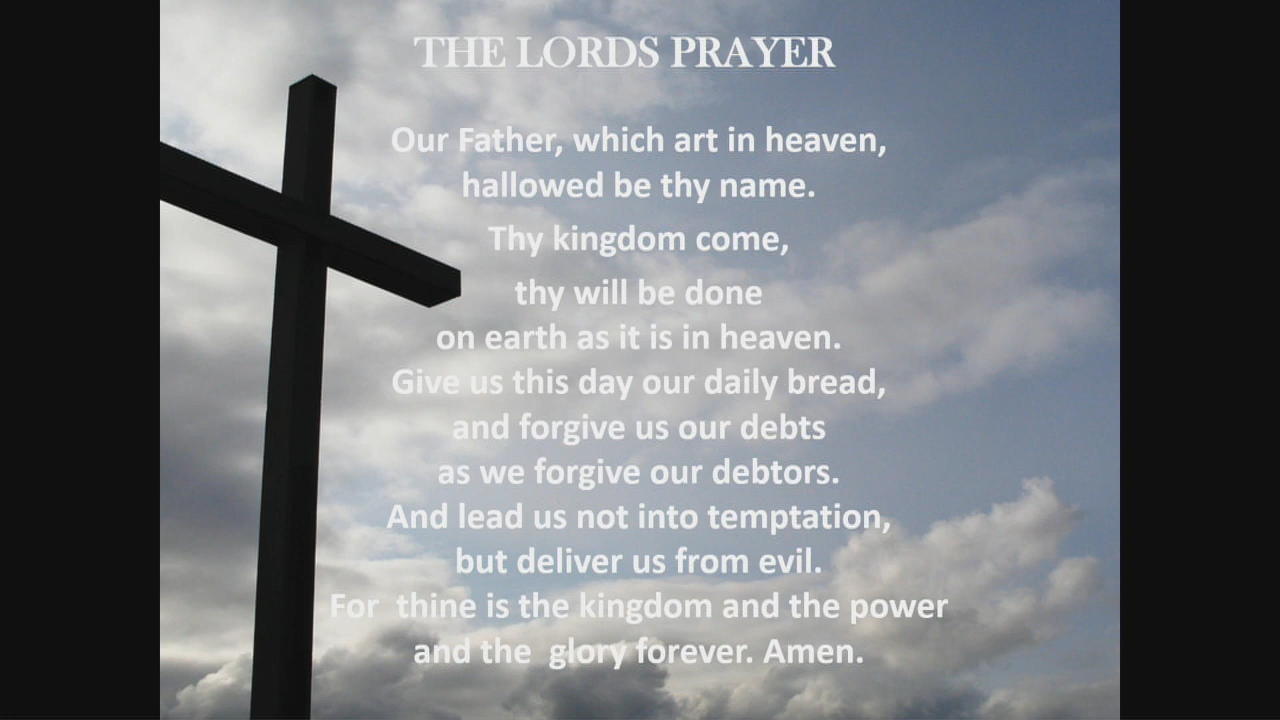 THE LORDS PRAYER
Our Father, which art in heaven,
hallowed be thy name.
Thy kingdom come,
thy will be done
on earth as it is in heaven.
Give us this day our daily bread,
and forgive us our debts
as we forgive our debtors.
And lead us not into temptation,
but deliver us from evil.
For  thine is the kingdom and the power
and the  glory forever. Amen.